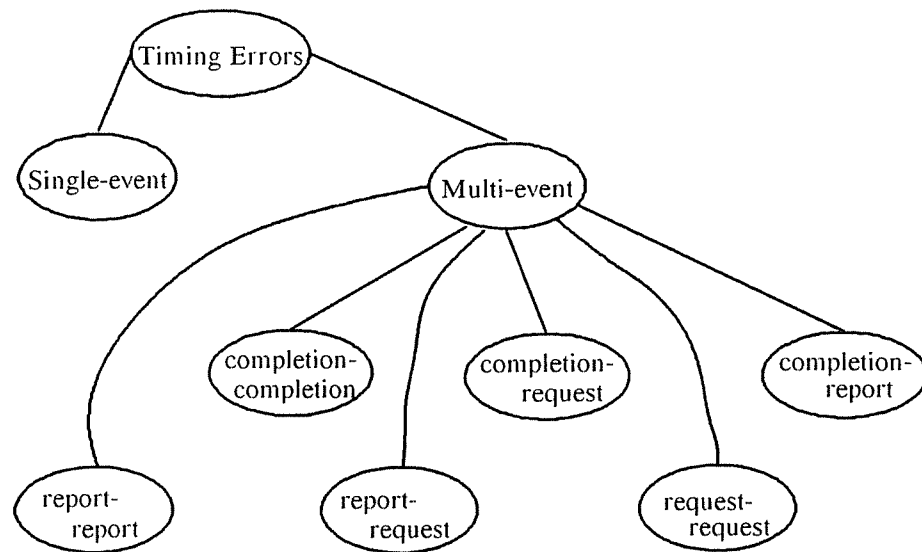 Timing Errors
Single-event
Multi-event
completion-
completion
completion-
request
completion-
report
report-
report
report-
request
request-
request